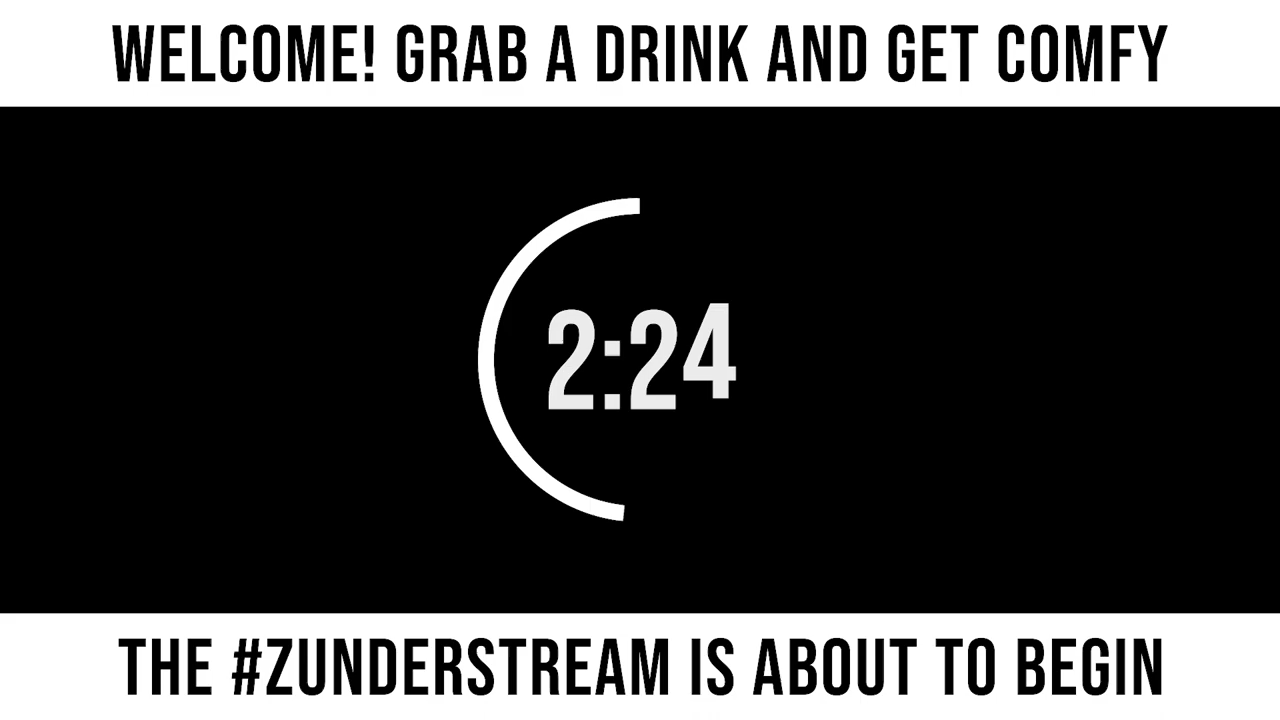 WELCOME! GRAB A DRINK AND GET COMFY
2:24
THE #ZUNDERSTREAM IS ABOUT TO BEGIN